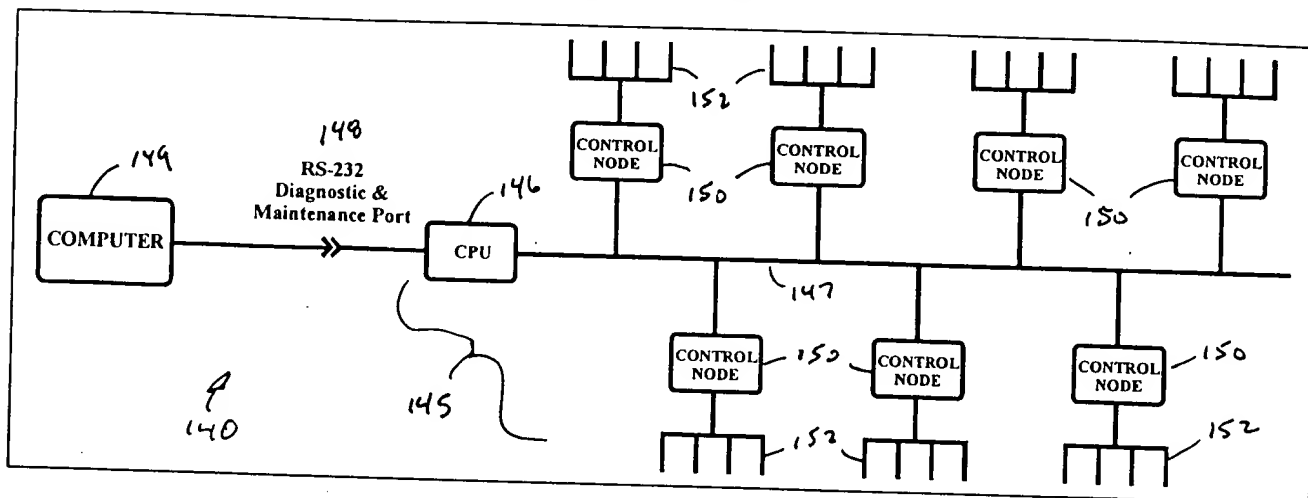 152
CONTROL NODE
CONTROL NODE
CONTROL NODE
CONTROL NODE
150
150
149
148
RS-232
Diagnostic &
Maintenance Port
146
COMPUTER
CPU
147
145
140
CONTROL NODE
150
CONTROL NODE
CONTROL NODE
150
152
152